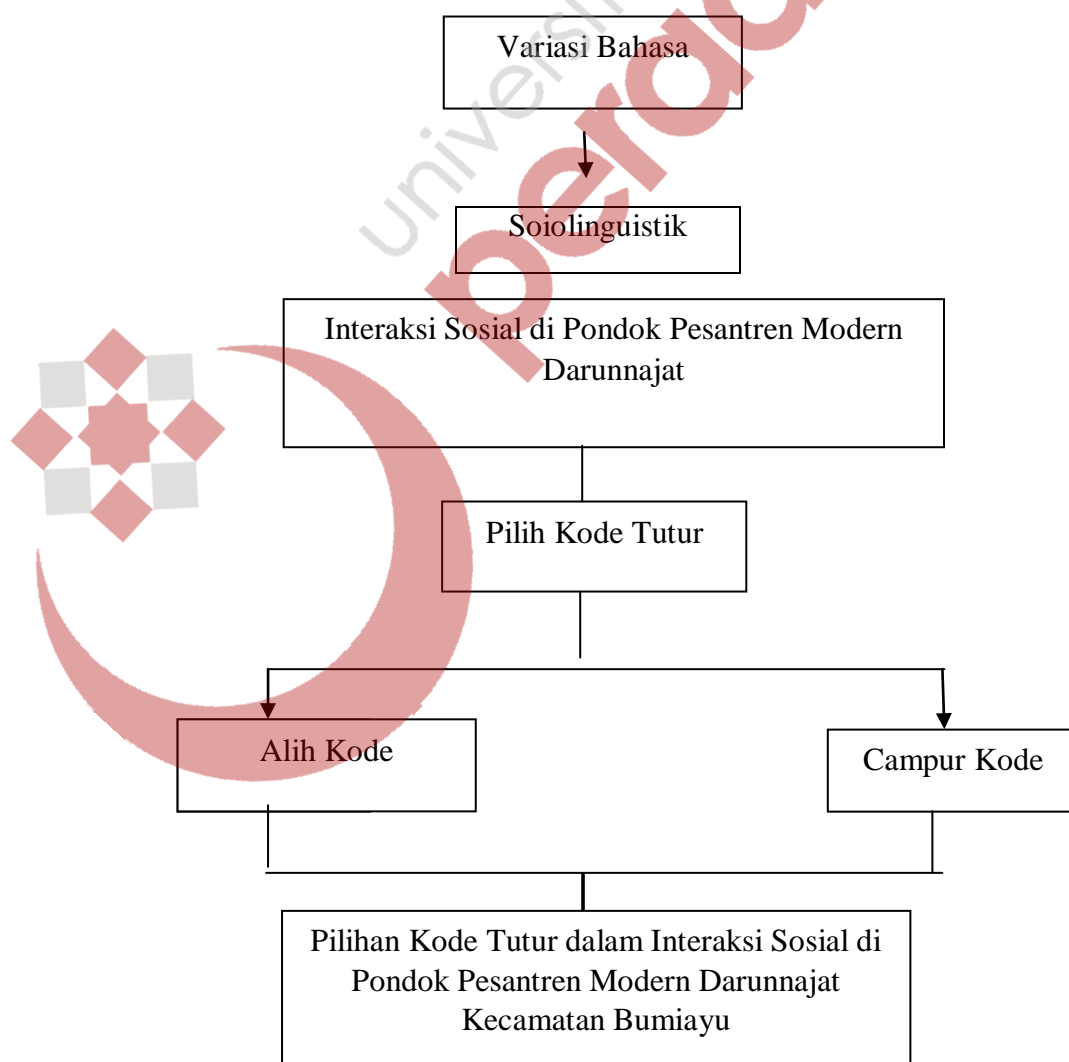 Variasi Bahasa
Soiolinguistik
Interaksi Sosial di Pondok Pesantren Modern
Darunnajat
Pilih Kode Tutur
Alih Kode
Campur Kode
Pilihan Kode Tutur dalam Interaksi Sosial di
Pondok Pesantren Modern Darunnajat
Kecamatan Bumiayu